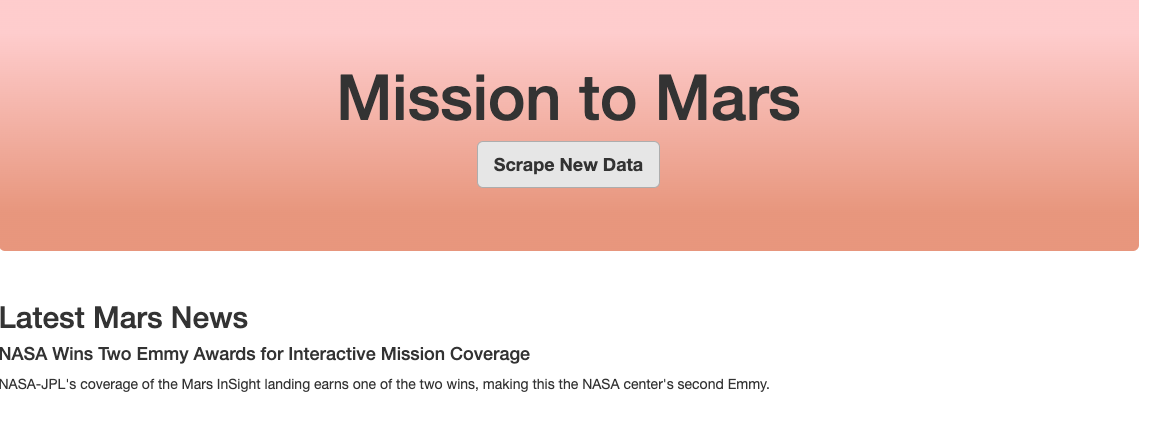 Mission to Mars
Scrape New Data
Latest Mars News
NASA Wins Two Emmy Awards for Interactive Mission Coverage
NASA-JPL's coverage of the Mars InSight landing earns one of the two wins, making this the NASA center's second Emmy.